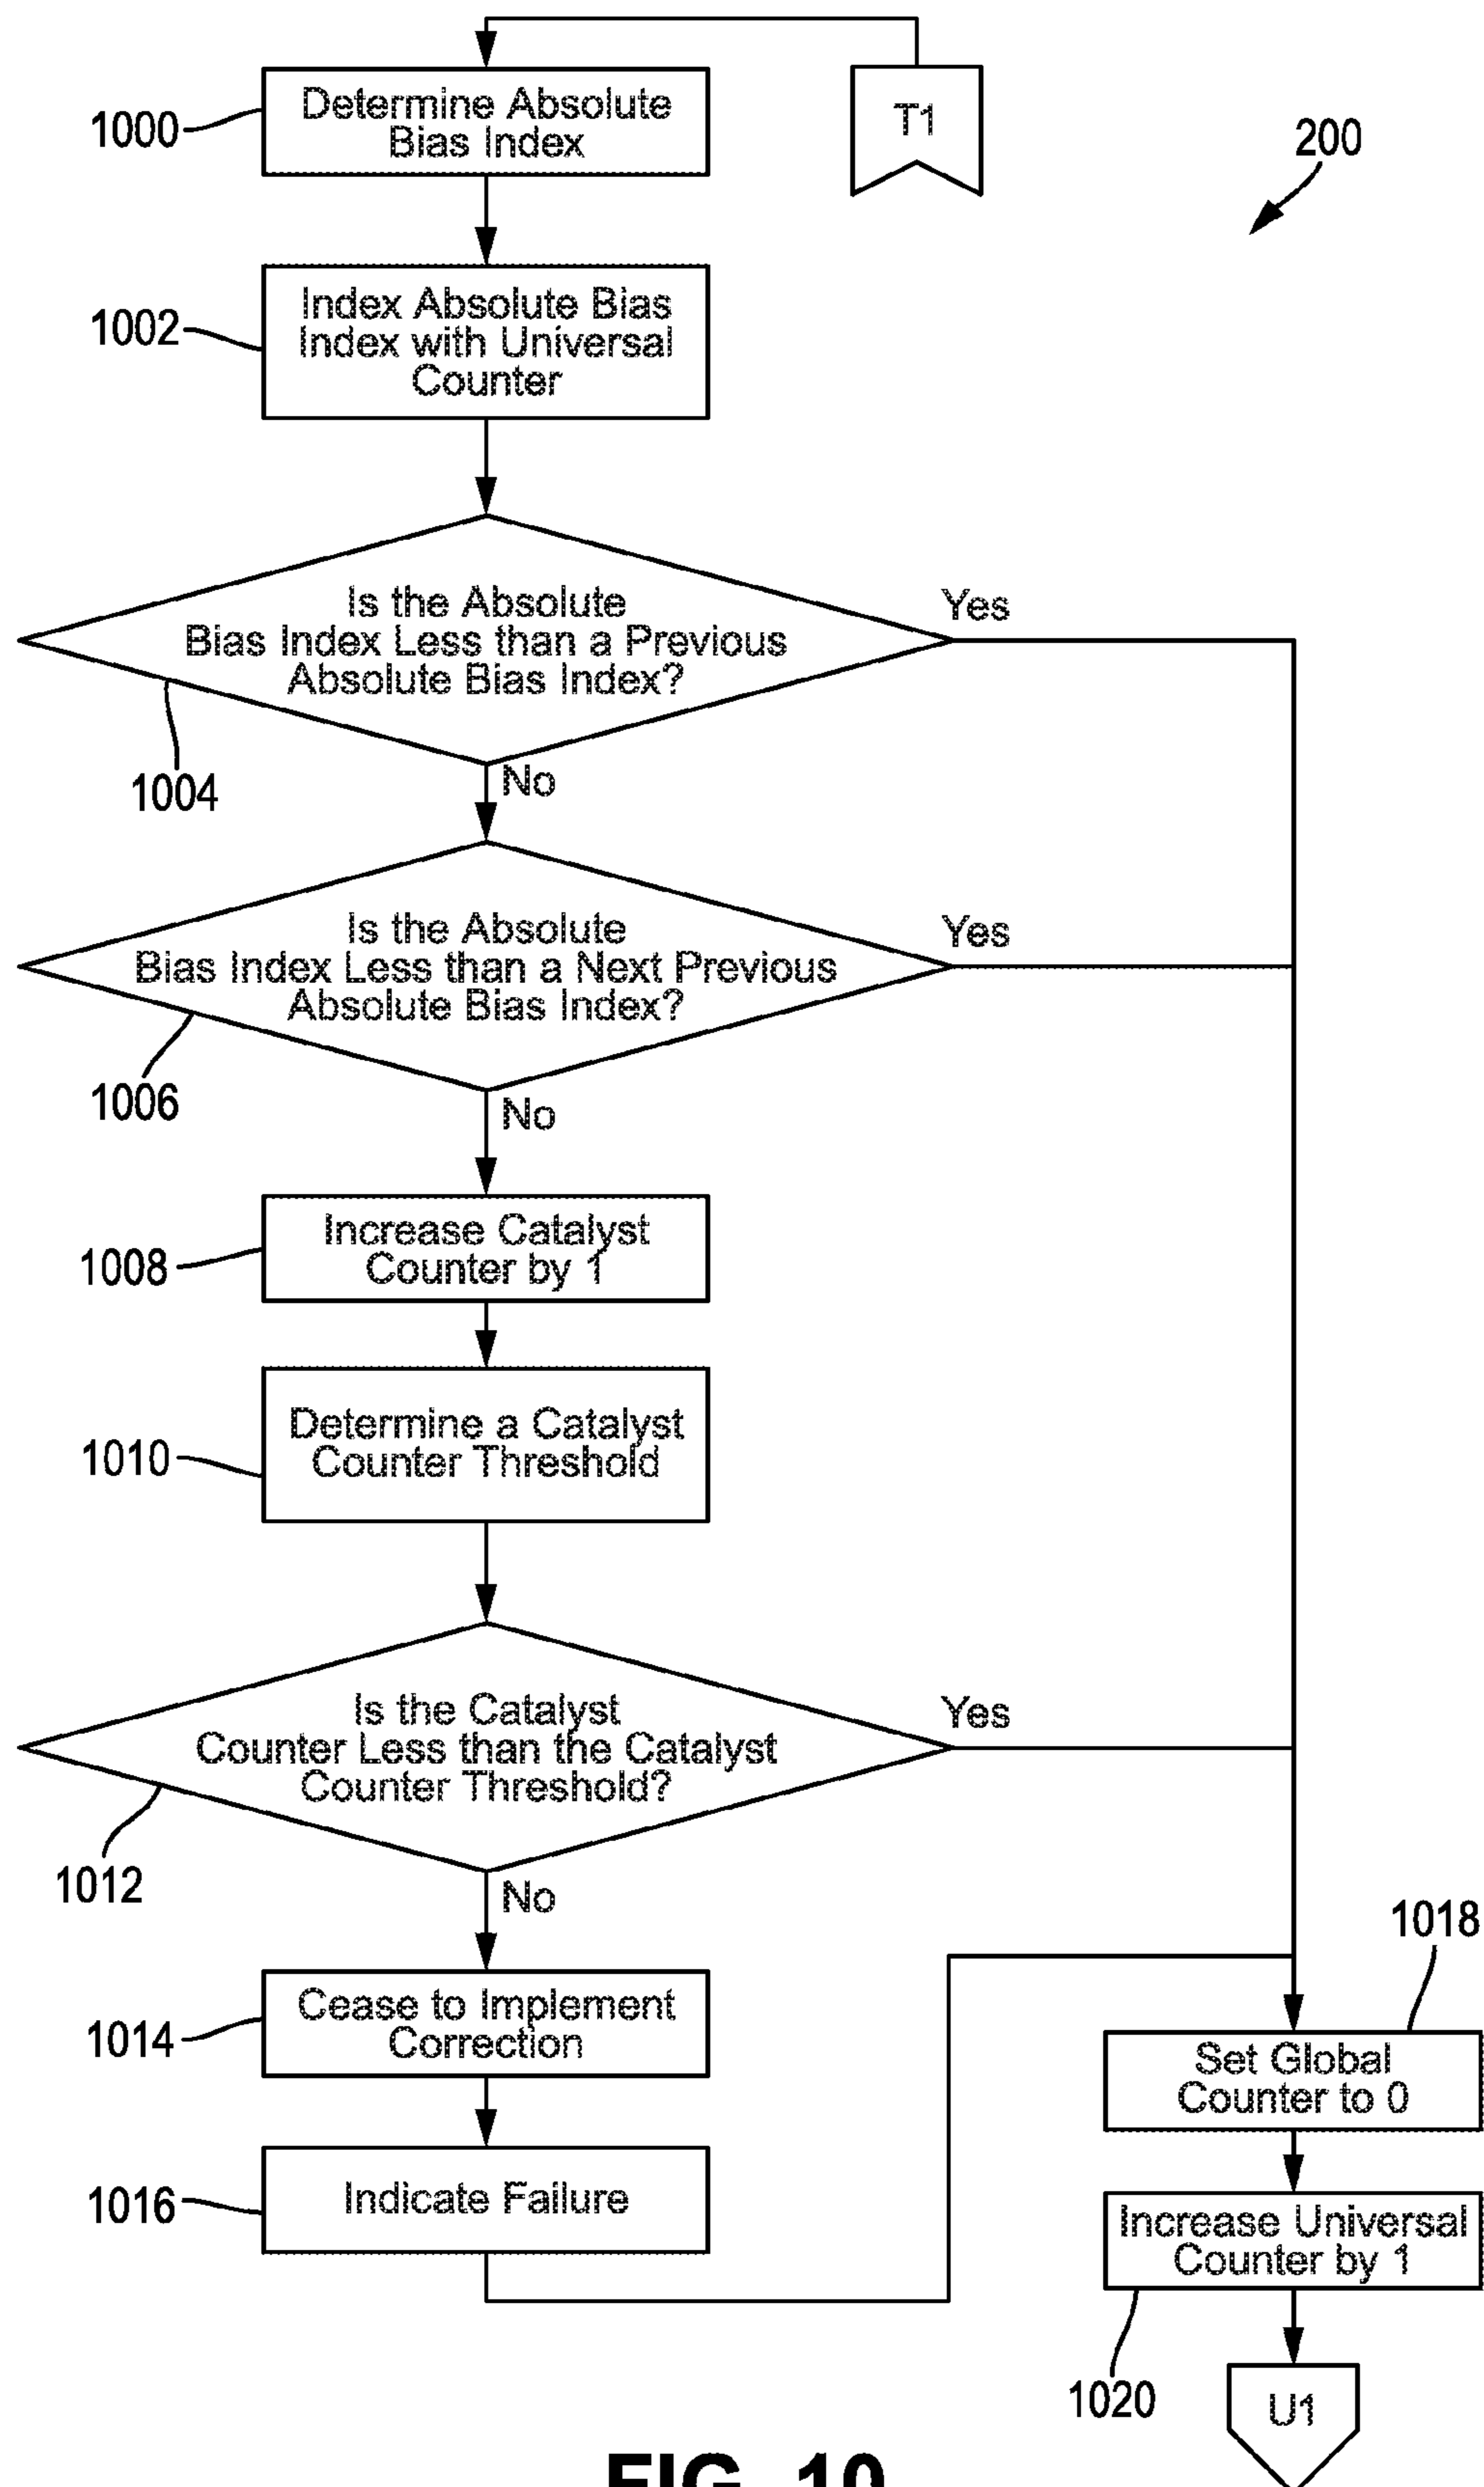 T1
200
1000
Determine Absolute
Bias Index
1002
Index Absolute Bias
Index with Universal
Counter
Is the Absolute
Bias Index Less than a Previous
Absolute Bias Index?
Yes
1004
No
Is the Absolute
Bias Index Less than a Next Previous
Absolute Bias Index?
Yes
1006
No
1008
Increase Catalyst
Counter by 1
1010
Determine a Catalyst
Counter Threshold
Is the Catalyst
Counter Less than the Catalyst
Counter Threshold?
Yes
1012
No
1014
Cease to Implement
Correction
1016
Indicate Failure
1018
Set Global
Counter to 0
Increase Universal
Counter by 1
1020
U1
FIG. 10